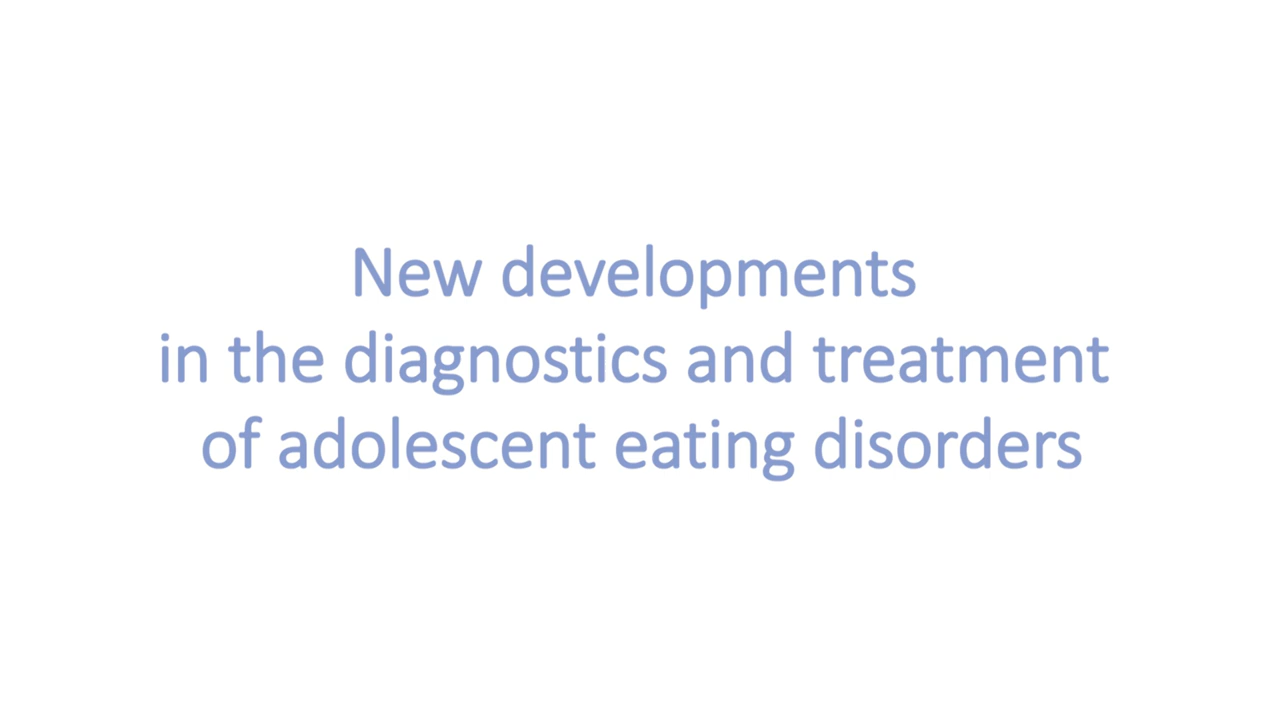 New developments
in the diagnostics and treatment
of adolescent eating disorders